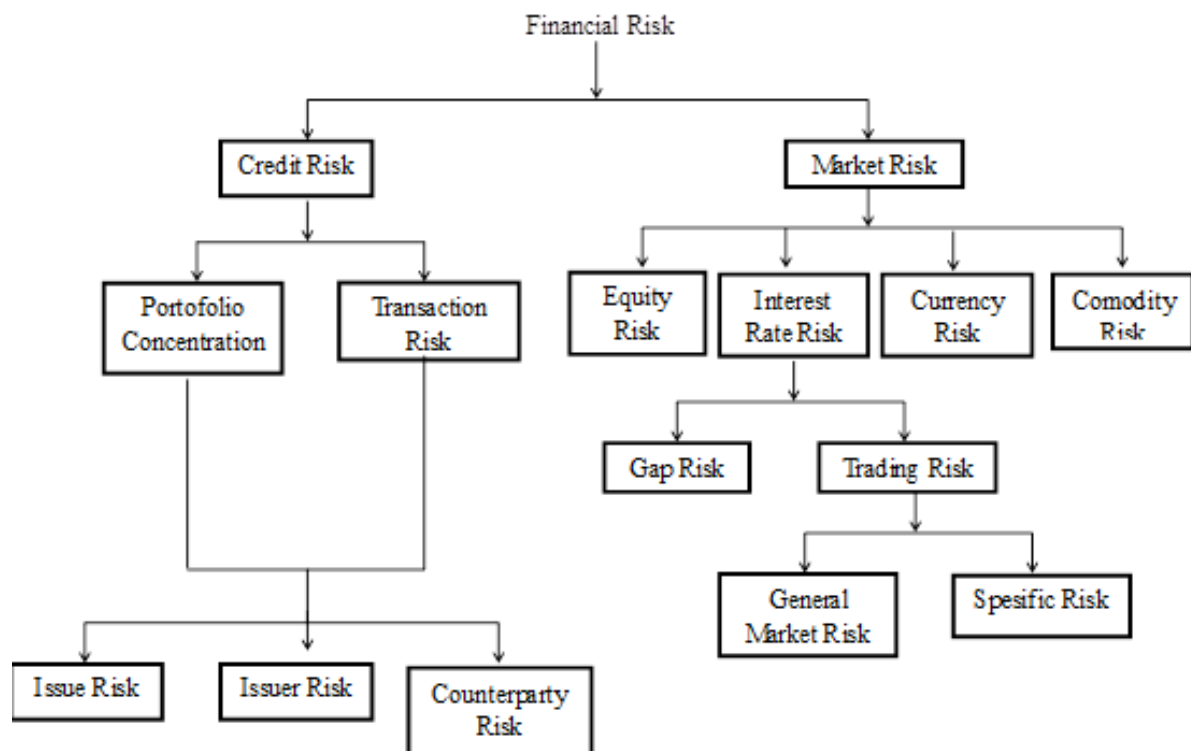 Financial Risk
Credit Risk
Market Risk
Portofolio
Concentration
Transaction
Risk
Equity
Risk
Interest
Rate Risk
Currency
Risk
Comodity
Risk
Gap Risk
Trading Risk
General
Market Risk
Spesific Risk
Issue Risk
Issuer Risk
Counterparty
Risk